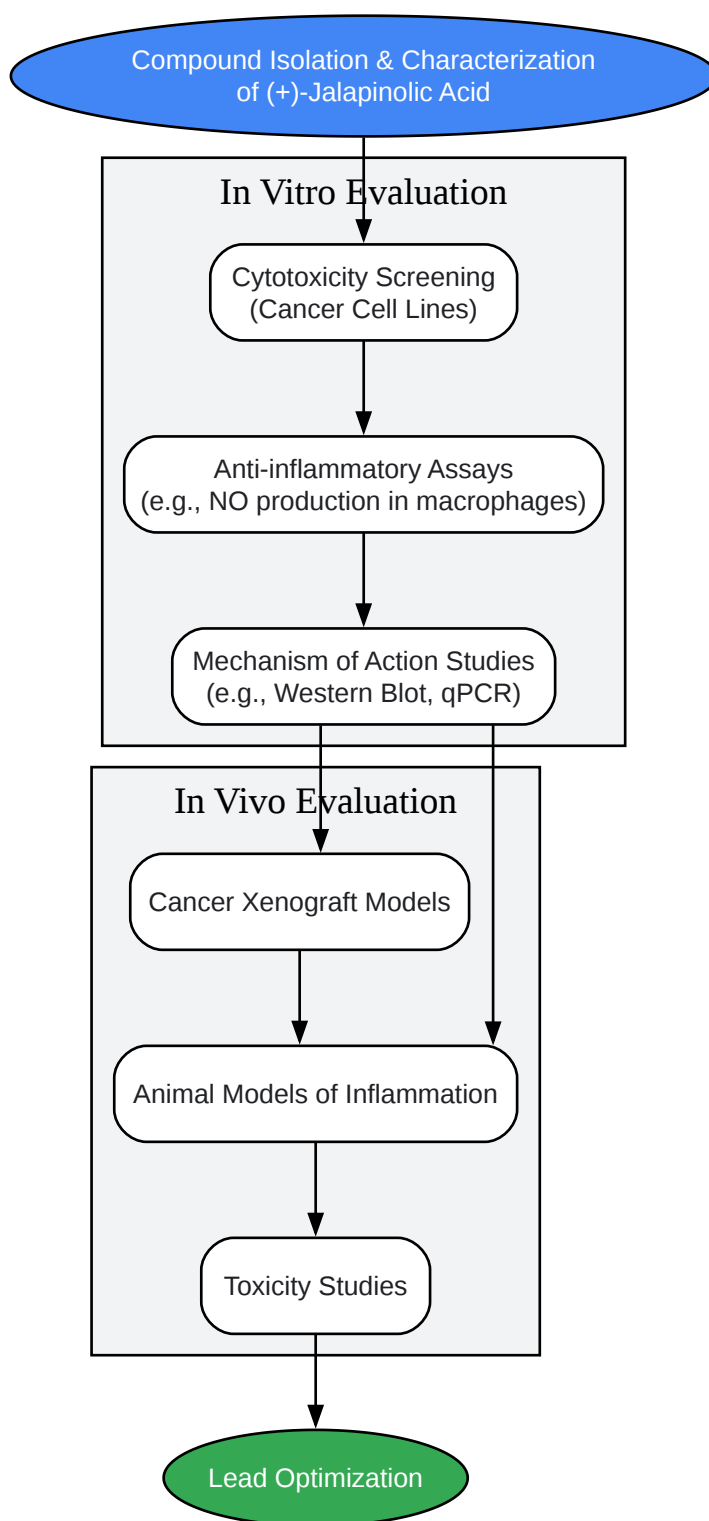 Compound Isolation & Characterization
of (+)-Jalapinolic Acid
In Vitro Evaluation
Cytotoxicity Screening
(Cancer Cell Lines)
Anti-inflammatory Assays
(e.g., NO production in macrophages)
Mechanism of Action Studies
(e.g., Western Blot, qPCR)
In Vivo Evaluation
Cancer Xenograft Models
Animal Models of Inflammation
Toxicity Studies
Lead Optimization